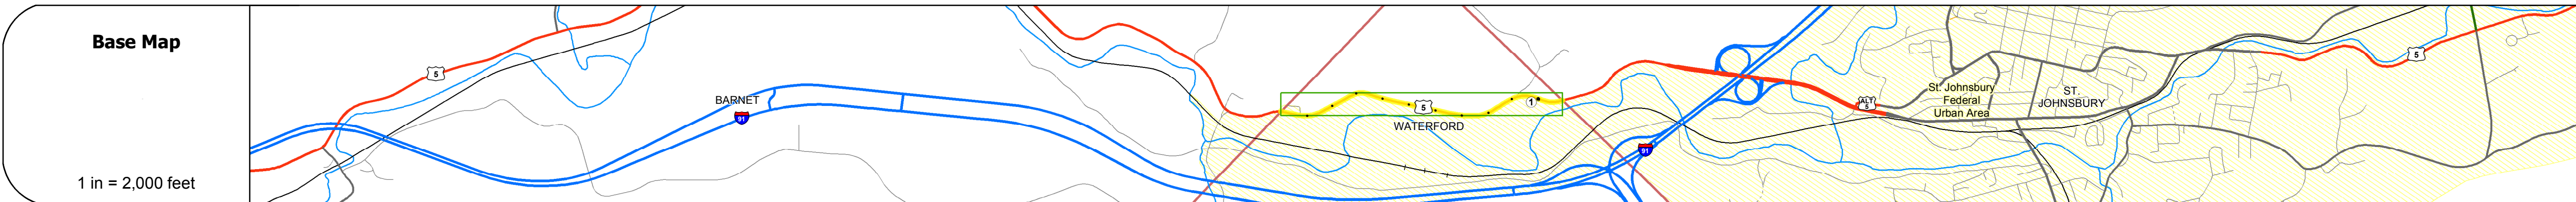 Base Map
1 in = 2,000 feet
5
BARNET
91
5
WATERFORD
1
91
ALT
5
St. Johnsbury
Federal
Urban Area
ST.
JOHNSBURY
5